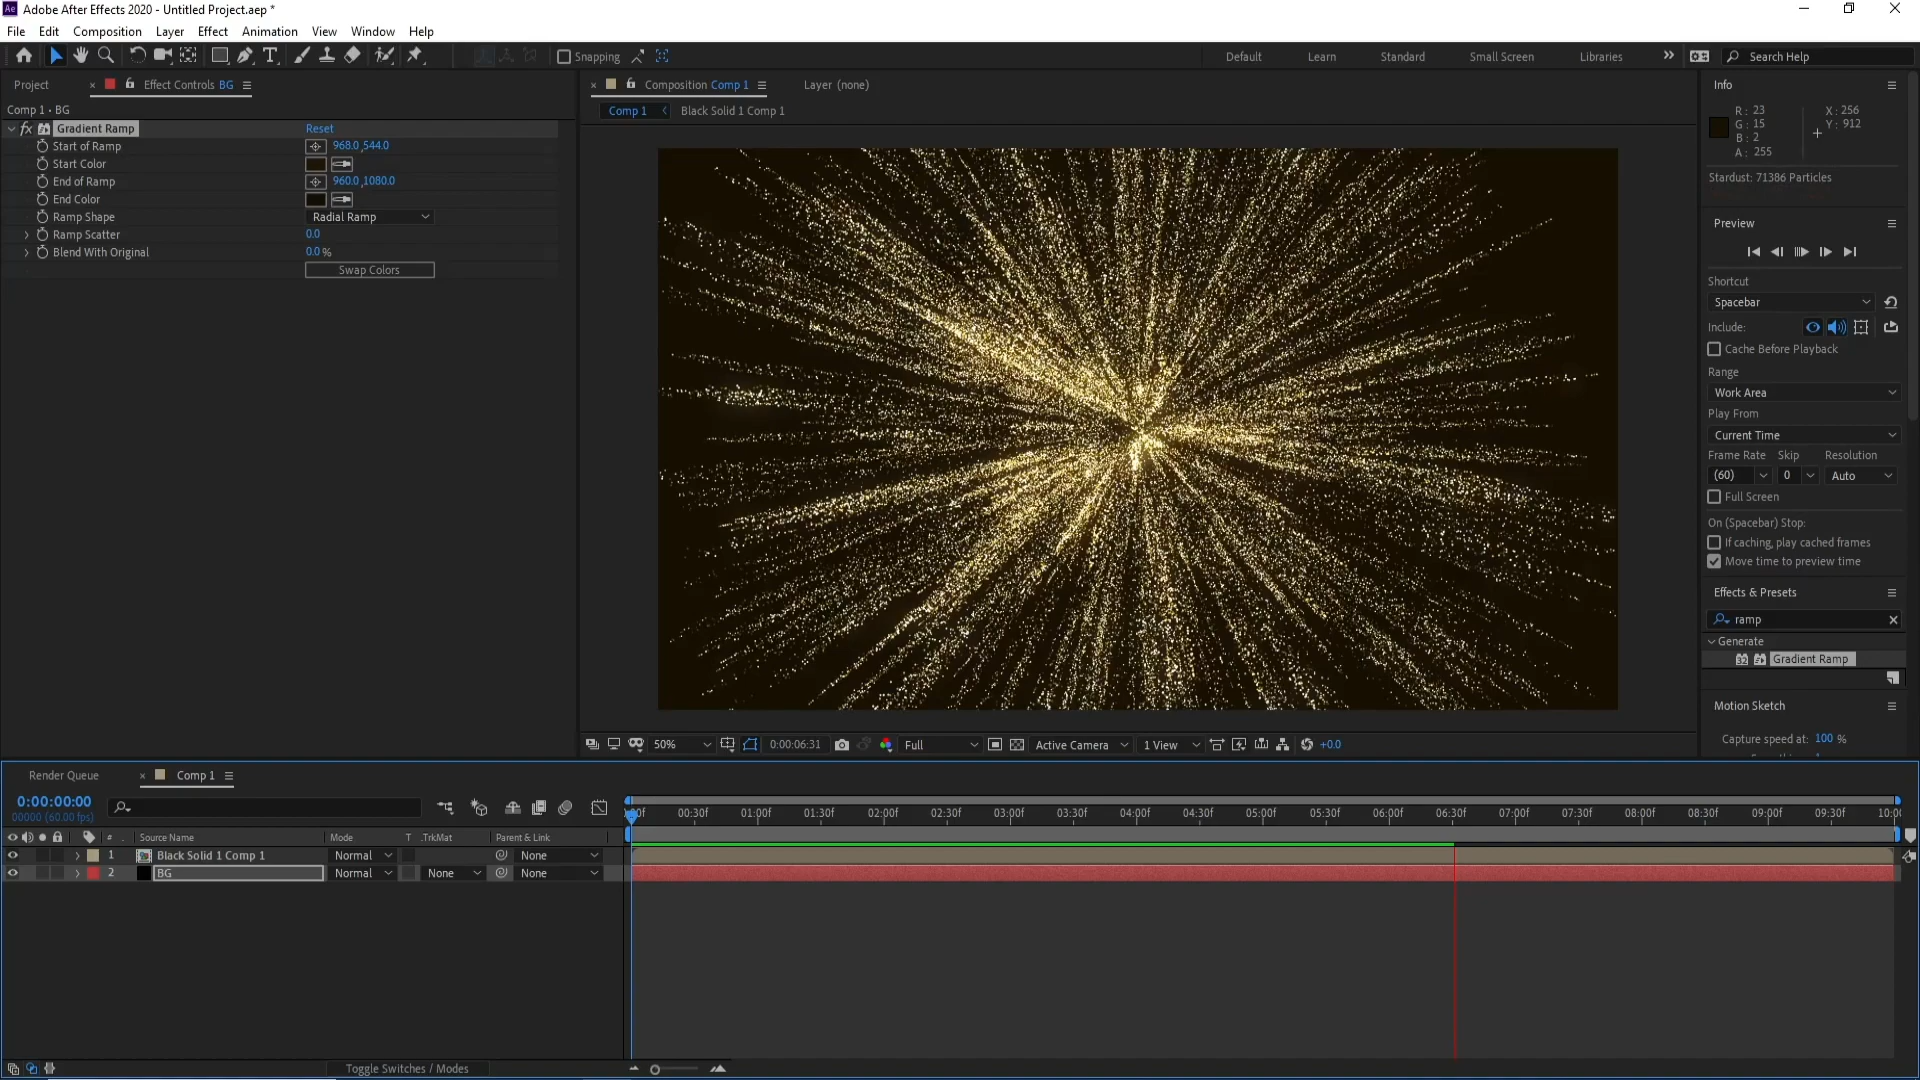 Adobe After Effects 2020 - Untitled Project.aep *
File Edit Composition Layer Effect Animation View Window Help
Snapping Default Learn Standard Small Screen Libraries Search Help
Project Effect Controls BG
Comp 1 • BG
fx Gradient Ramp Reset
Start of Ramp 968.0,544.0
Start Color
End of Ramp 960.0,1080.0
End Color
Ramp Shape Radial Ramp
Ramp Scatter 0.0
Blend With Original 0.0 %
Swap Colors
Composition Comp 1 Layer (none)
Comp 1 Black Solid 1 Comp 1
50% 0:00:06:31 Full Active Camera 1 View +0.0
Info
R: 23 X: 256
G: 15 Y: 912
B: 2
A: 255
Stardust: 71386 Particles
Preview
Shortcut
Spacebar
Include:
Cache Before Playback
Range
Work Area
Play From
Current Time
Frame Rate Skip Resolution
(60) 0 Auto
Full Screen
On (Spacebar) Stop:
If caching, play cached frames
Move time to preview time
Effects & Presets
ramp
Generate
32 Gradient Ramp
Motion Sketch
Capture speed at: 100 %
Render Queue Comp 1
0:00:00:00
00000 (60.00 fps)
00:30f 01:00f 01:30f 02:00f 02:30f 03:00f 03:30f 04:00f 04:30f 05:00f 05:30f 06:00f 06:30f 07:00f 07:30f 08:00f 08:30f 09:00f 09:30f 10:00
# Source Name Mode T .TrkMat Parent & Link
1 Black Solid 1 Comp 1 Normal None
2 BG Normal None None
Toggle Switches / Modes